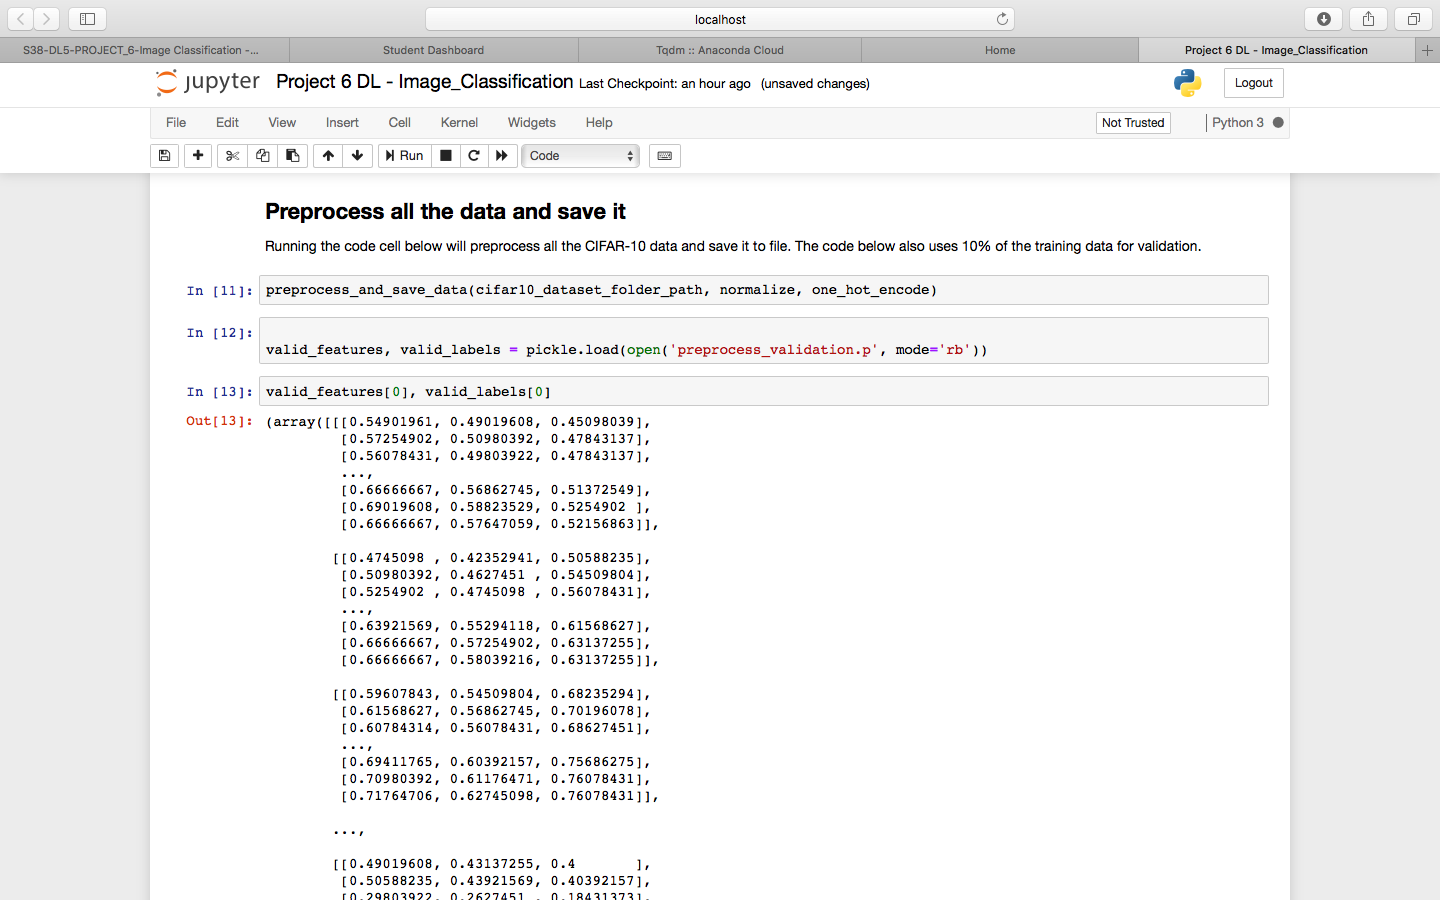 localhost
S38-DL5-PROJECT_6-Image Classification -...
Student Dashboard
Tqdm :: Anaconda Cloud
Home
Project 6 DL - Image_Classification
jupyter Project 6 DL - Image_Classification Last Checkpoint: an hour ago (unsaved changes)
Logout
File Edit View Insert Cell Kernel Widgets Help
Not Trusted
Python 3
Run
Code
Preprocess all the data and save it
Running the code cell below will preprocess all the CIFAR-10 data and save it to file. The code below also uses 10% of the training data for validation.
In [11]: preprocess_and_save_data(cifar10_dataset_folder_path, normalize, one_hot_encode)
In [12]:
valid_features, valid_labels = pickle.load(open('preprocess_validation.p', mode='rb'))
In [13]: valid_features[0], valid_labels[0]
Out[13]: (array([[[0.54901961, 0.49019608, 0.45098039],
[0.57254902, 0.50980392, 0.47843137],
[0.56078431, 0.49803922, 0.47843137],
...,
[0.66666667, 0.56862745, 0.51372549],
[0.69019608, 0.58823529, 0.5254902 ],
[0.66666667, 0.57647059, 0.52156863]],
[[0.4745098 , 0.42352941, 0.50588235],
[0.50980392, 0.4627451 , 0.54509804],
[0.5254902 , 0.4745098 , 0.56078431],
...,
[0.63921569, 0.55294118, 0.61568627],
[0.66666667, 0.57254902, 0.63137255],
[0.66666667, 0.58039216, 0.63137255]],
[[0.59607843, 0.54509804, 0.68235294],
[0.61568627, 0.56862745, 0.70196078],
[0.60784314, 0.56078431, 0.68627451],
...,
[0.69411765, 0.60392157, 0.75686275],
[0.70980392, 0.61176471, 0.76078431],
[0.71764706, 0.62745098, 0.76078431]],
...,
[[0.49019608, 0.43137255, 0.4       ],
[0.50588235, 0.43921569, 0.40392157],
[0.29803922, 0.2627451 , 0.18431373],